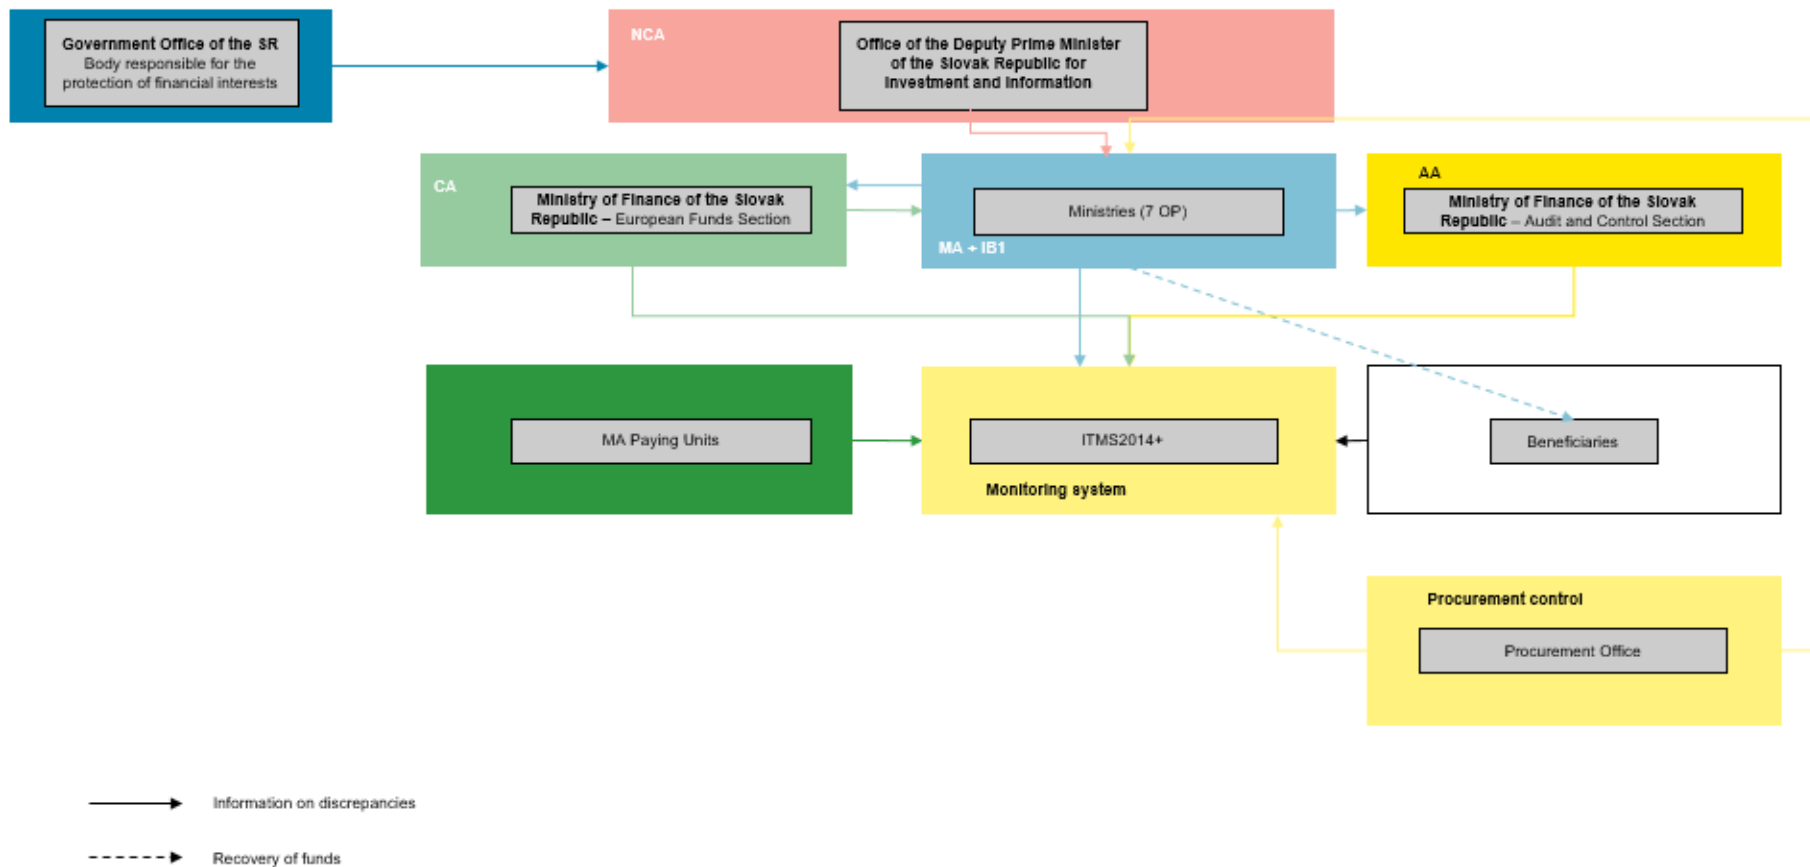 Government Office of the SR
Body responsible for the
protection of financial interests
NCA
Office of the Deputy Prime Minister
of the Slovak Republic for
Investment and Information
CA
Ministry of Finance of the Slovak
Republic – European Funds Section
Ministries (7 OP)
MA + IB1
AA
Ministry of Finance of the Slovak
Republic – Audit and Control Section
MA Paying Units
ITMS2014+
Monitoring system
Beneficiaries
Procurement control
Procurement Office
Information on discrepancies
Recovery of funds